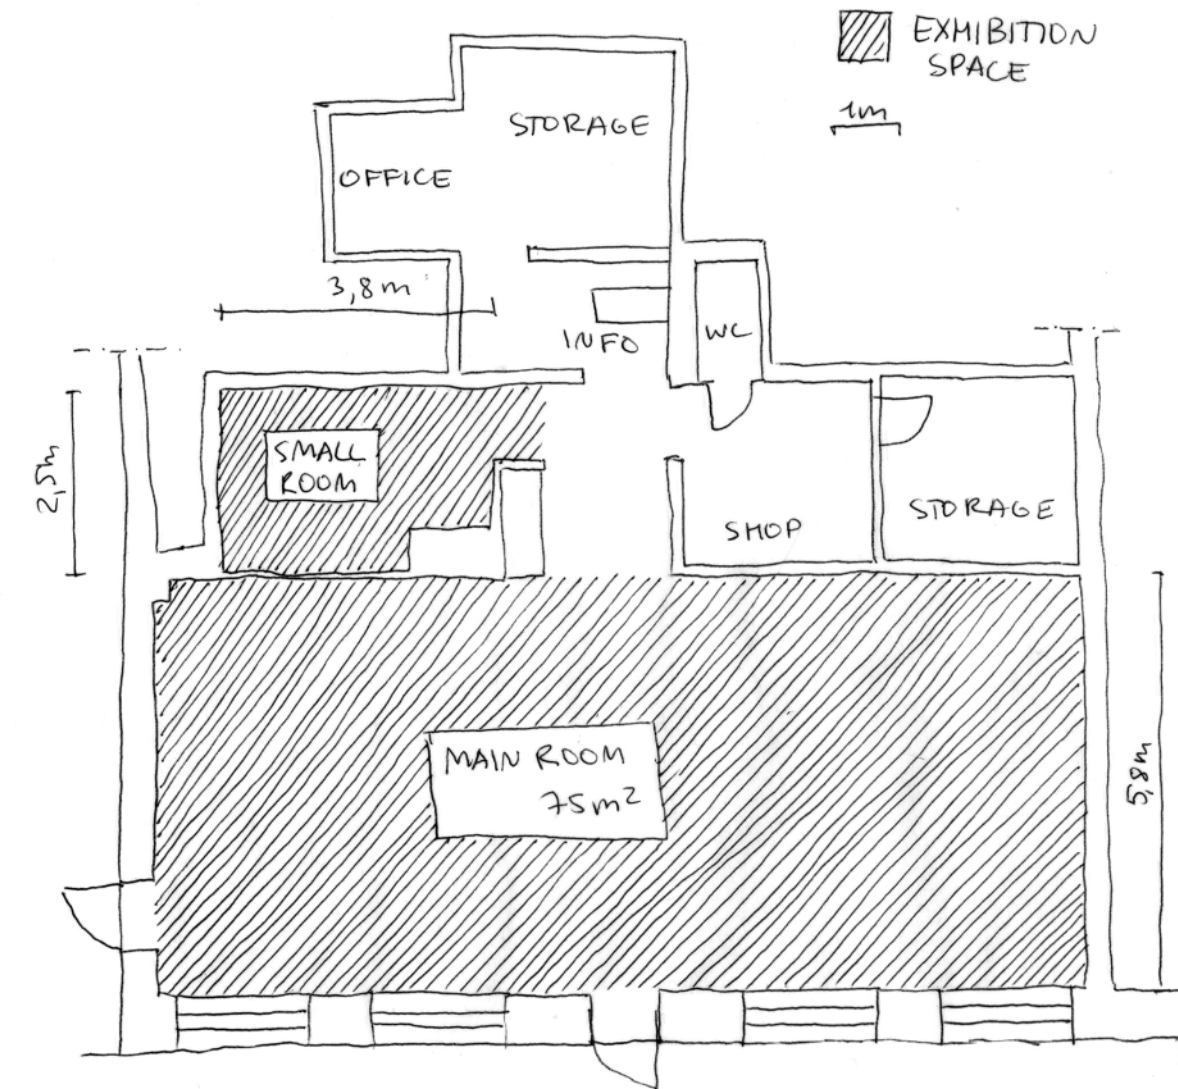 EXHIBITION
SPACE
1m
STORAGE
OFFICE
3,8m
INFO
WC
SMALL
ROOM
2,5m
SHOP
STORAGE
MAIN ROOM
75m²
5,8m